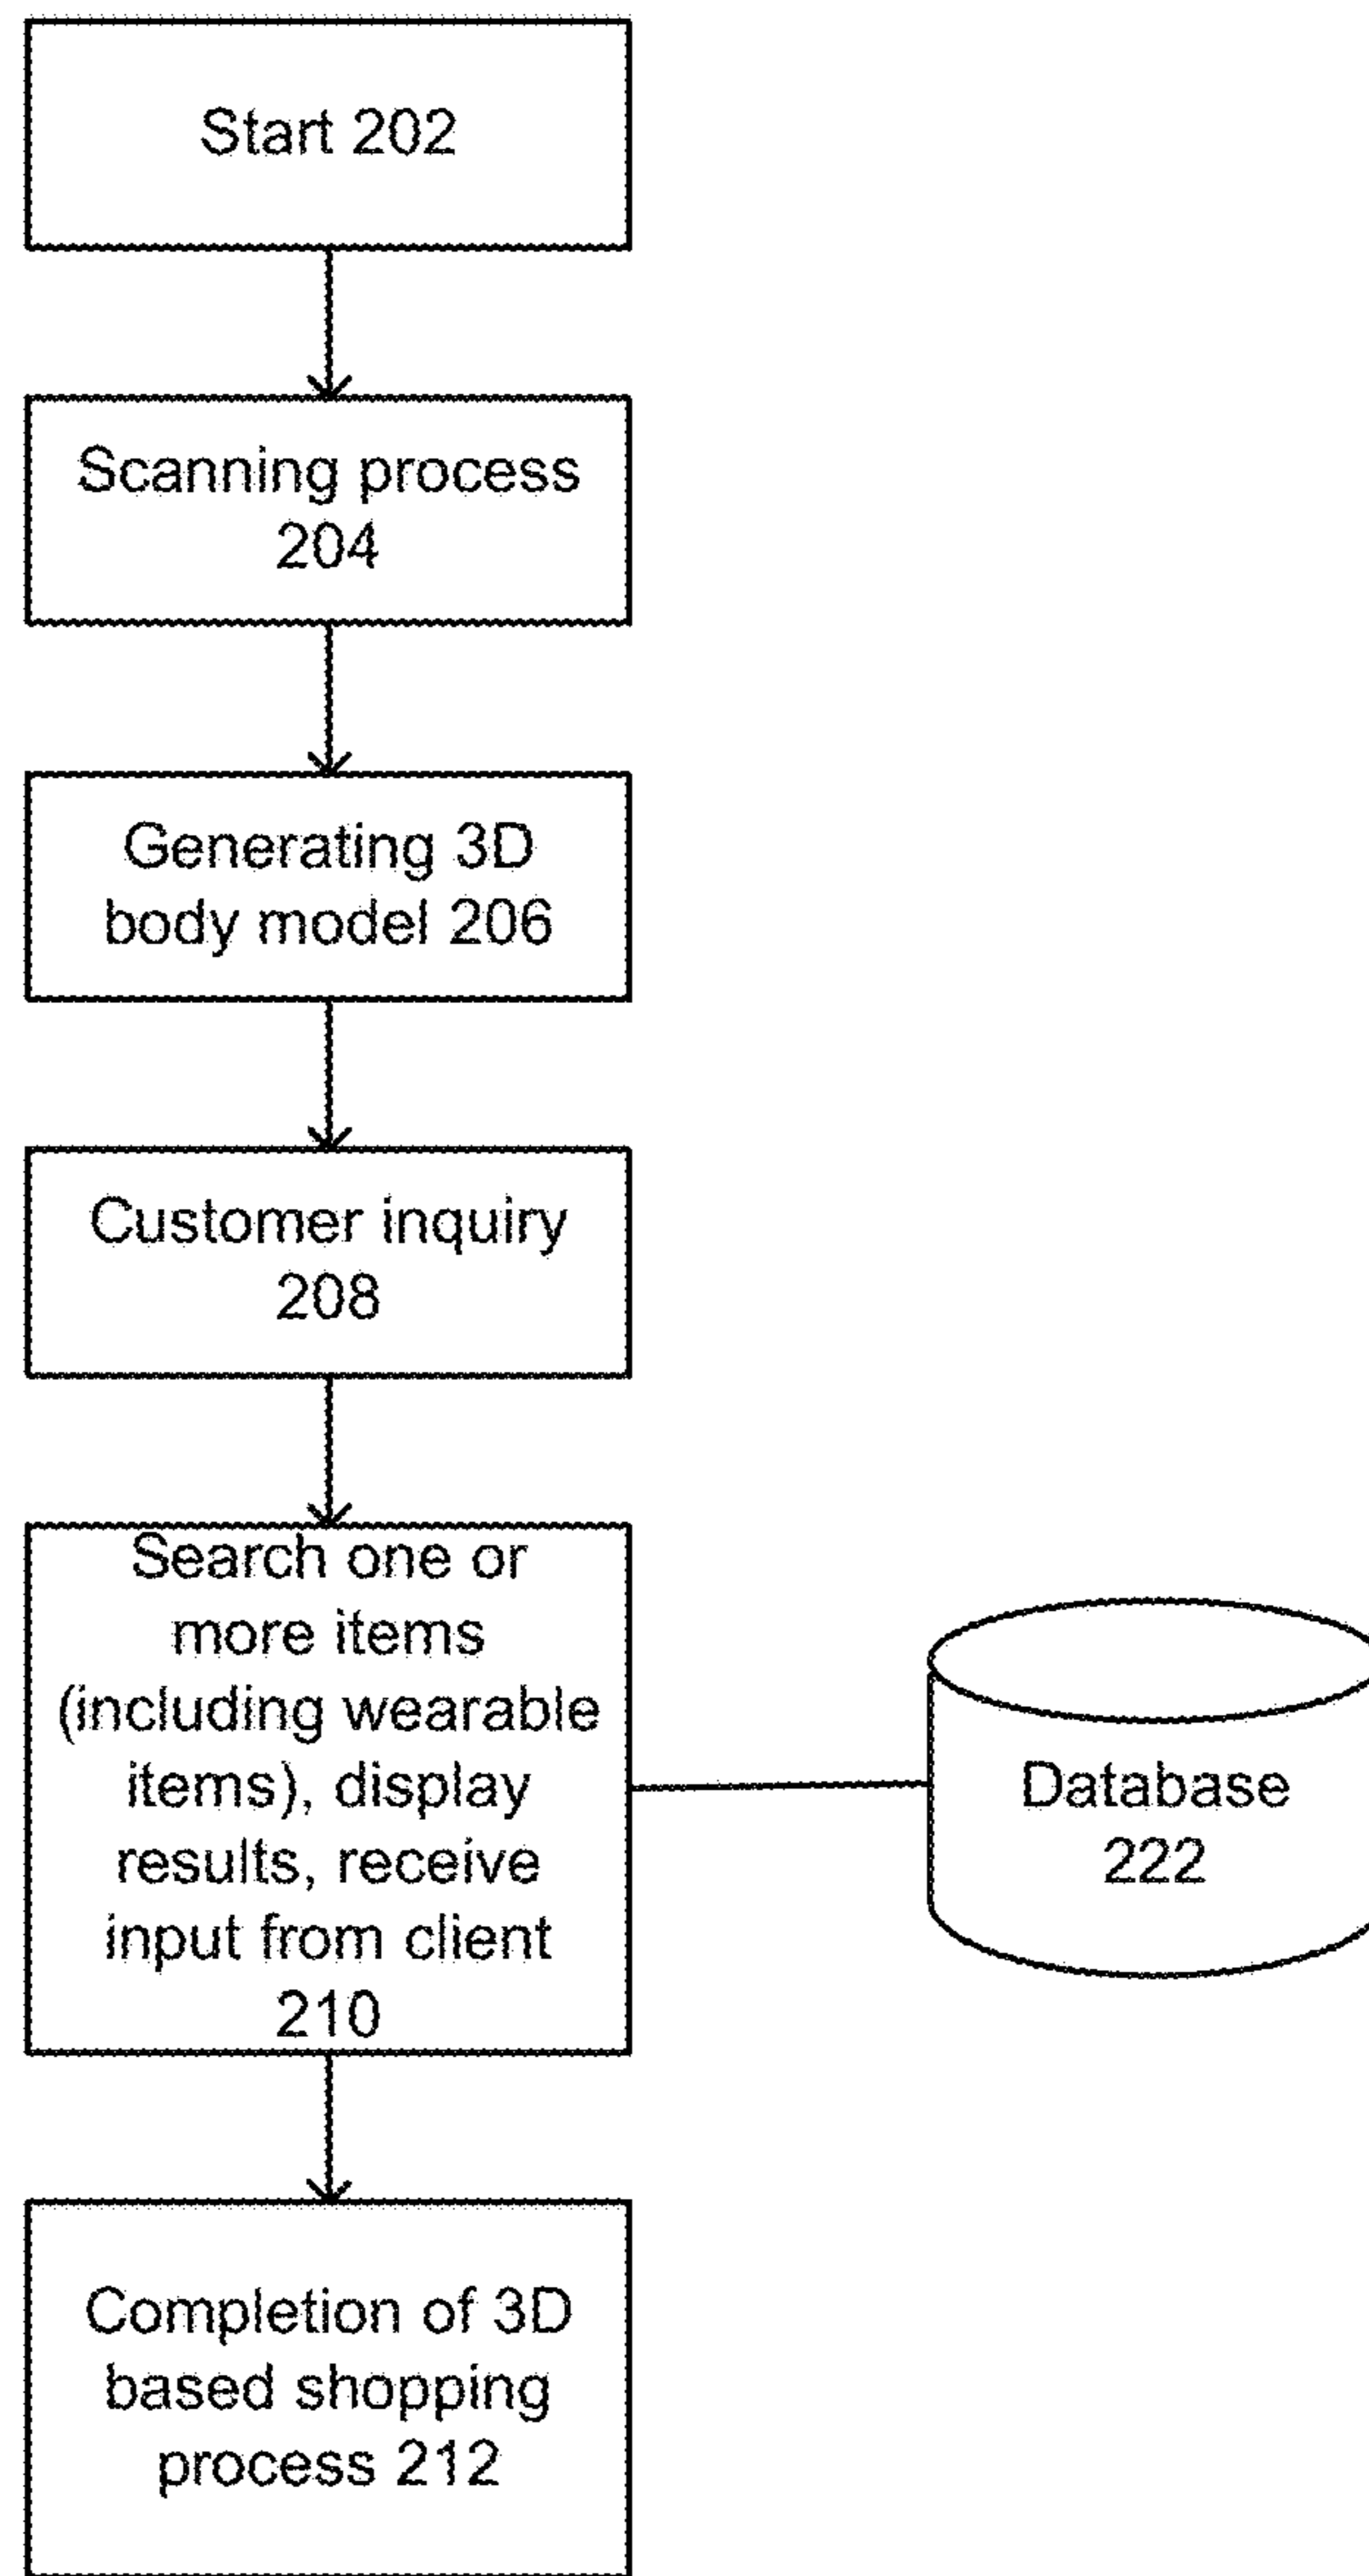 Start 202
Scanning process
204
Generating 3D
body model 206
Customer inquiry
208
Search one or
more items
(including wearable
items), display
results, receive
input from client
210
Database
222
Completion of 3D
based shopping
process 212